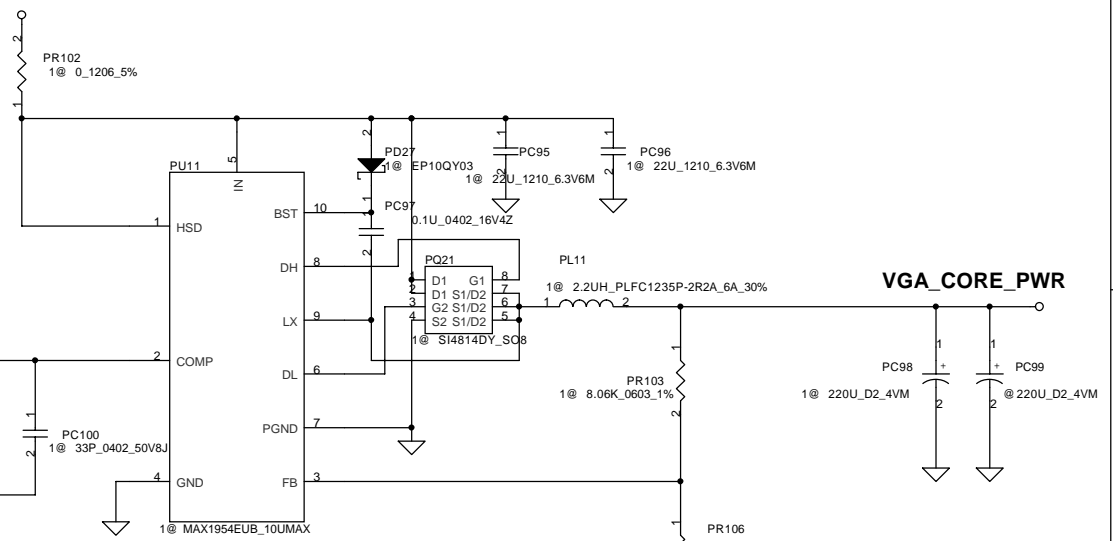 2
PR102
1@ 0_1206_5%
1
PU11
5
IN
2
PD27
1@ EP10QY03
1
1
PC95
2
1@ 22U_1210_6.3V6M
1
PC96
2
1@ 22U_1210_6.3V6M
1
HSD
BST
10
1
PC97
0.1U_0402_16V4Z
2
DH
8
PQ21
1
D1
G1
8
2
D1
S1/D2
7
3
G2
S1/D2
6
4
S2
S1/D2
5
1@ SI4814DY_SO8
PL11
1@ 2.2UH_PLFC1235P-2R2A_6A_30%
1
2
VGA_CORE_PWR
LX
9
2
COMP
DL
6
1
PR103
1@ 8.06K_0603_1%
2
1
PC98
+
1@ 220U_D2_4VM
2
1
PC99
+
@ 220U_D2_4VM
2
1
PC100
1@ 33P_0402_50V8J
2
PGND
7
4
GND
FB
3
1@ MAX1954EUB_10UMAX
1
PR106